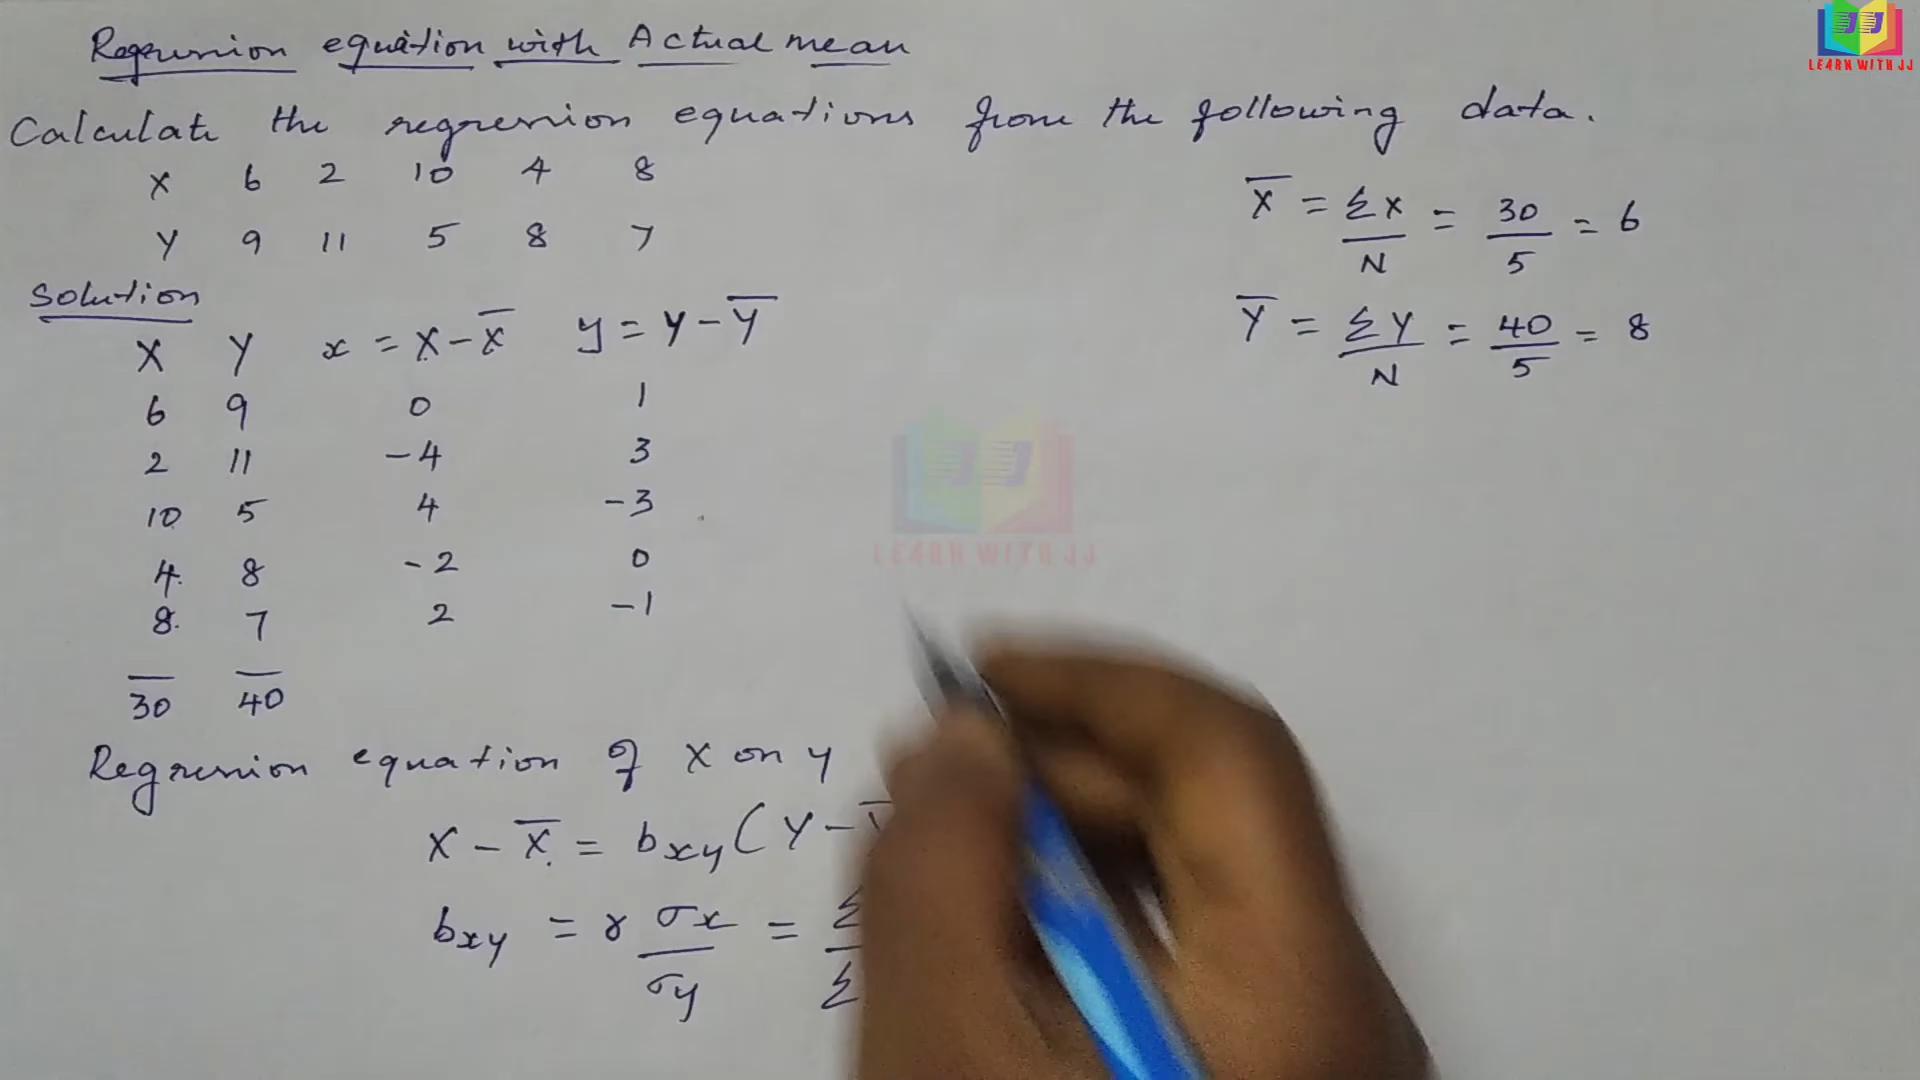 Regression equation with Actual mean
LEARN WITH JJ
Calculate the regression equations from the following data.
X 6 2 10 4 8
Y 9 11 5 8 7
X̅ = ΣX/N = 30/5 = 6
Y̅ = ΣY/N = 40/5 = 8
Solution
X Y x = X - X̅ y = Y - Y̅
6 9 0 1
2 11 -4 3
10 5 4 -3
4 8 -2 0
8 7 2 -1
30 40
LEARN WITH JJ
Regression equation of X on Y
X - X̅ = bxy (Y - Y̅
bxy = r σx/σy = Σ/Σ